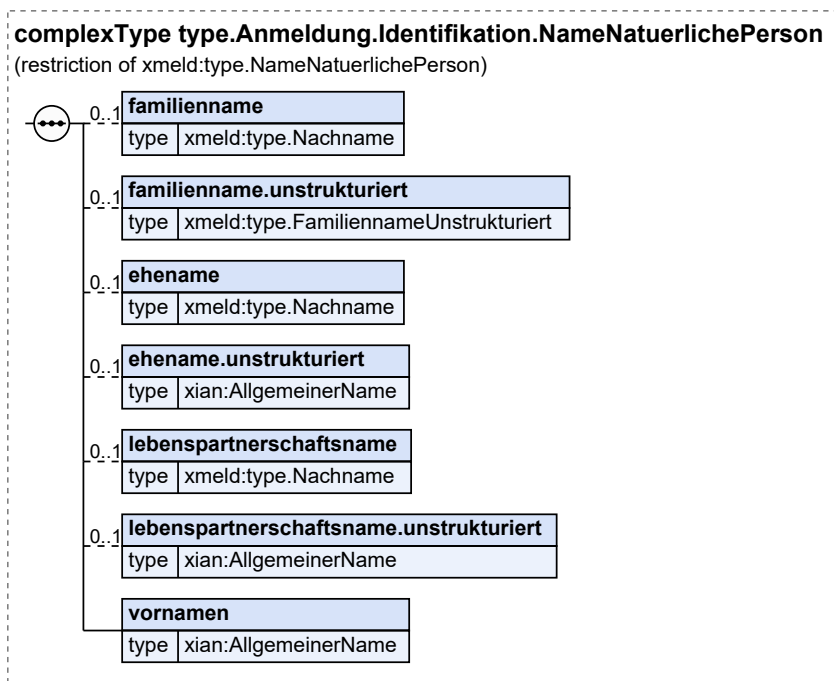 complexType type.Anmeldung.Identifikation.NameNatuerlichePerson
(restriction of xmeld:type.NameNatuerlichePerson)
0..1 familienname
type xmeld:type.Nachname
0..1 familienname.unstrukturiert
type xmeld:type.FamiliennameUnstrukturiert
0..1 ehename
type xmeld:type.Nachname
0..1 ehename.unstrukturiert
type xian:AllgemeinerName
0..1 lebenspartnerschaftsname
type xmeld:type.Nachname
0..1 lebenspartnerschaftsname.unstrukturiert
type xian:AllgemeinerName
vornamen
type xian:AllgemeinerName